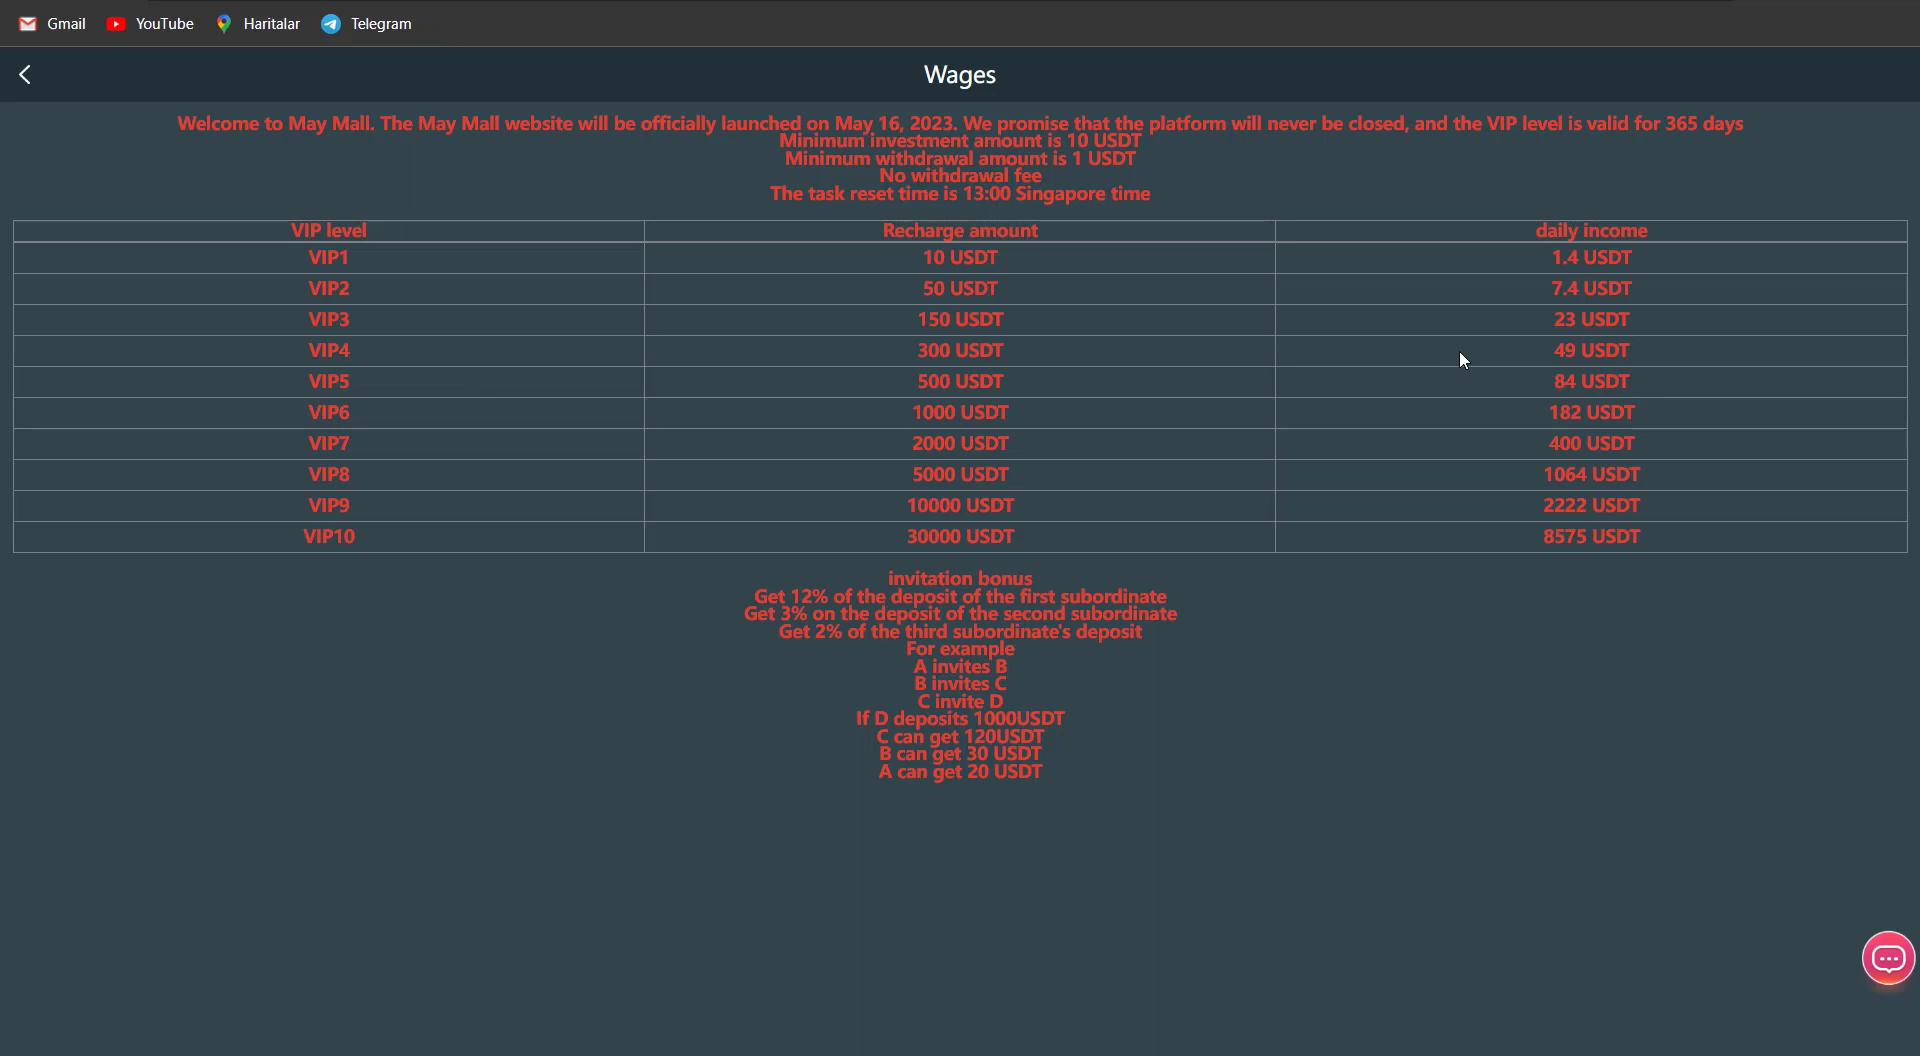 Gmail YouTube Haritalar Telegram
Wages
Welcome to May Mall. The May Mall website will be officially launched on May 16, 2023. We promise that the platform will never be closed, and the VIP level is valid for 365 days
Minimum investment amount is 10 USDT
Minimum withdrawal amount is 1 USDT
No withdrawal fee
The task reset time is 13:00 Singapore time
VIP level Recharge amount daily income
VIP1 10 USDT 1.4 USDT
VIP2 50 USDT 7.4 USDT
VIP3 150 USDT 23 USDT
VIP4 300 USDT 49 USDT
VIP5 500 USDT 84 USDT
VIP6 1000 USDT 182 USDT
VIP7 2000 USDT 400 USDT
VIP8 5000 USDT 1064 USDT
VIP9 10000 USDT 2222 USDT
VIP10 30000 USDT 8575 USDT
invitation bonus
Get 12% of the deposit of the first subordinate
Get 3% on the deposit of the second subordinate
Get 2% of the third subordinate's deposit
For example
A invites B
B invites C
C invite D
If D deposits 1000USDT
C can get 120USDT
B can get 30 USDT
A can get 20 USDT